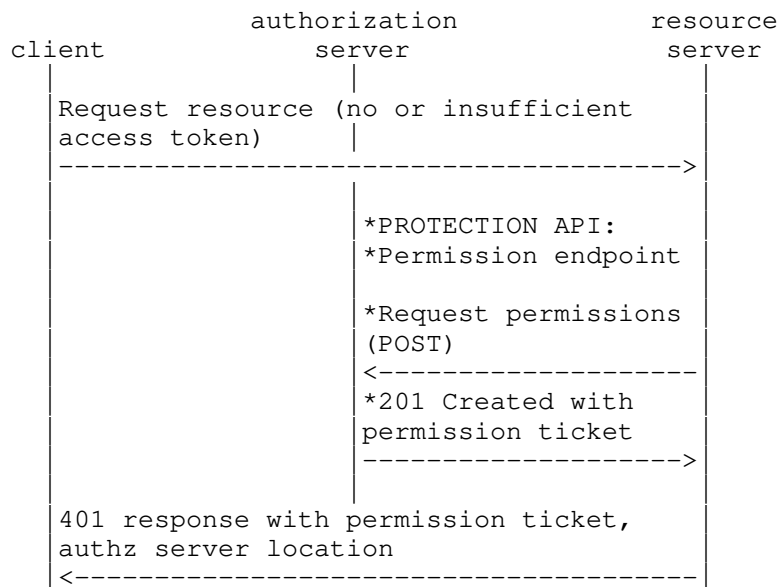 authorization resource
client server server
Request resource (no or insufficient
access token)
*PROTECTION API:
*Permission endpoint
*Request permissions
(POST)
*201 Created with
permission ticket
401 response with permission ticket,
authz server location